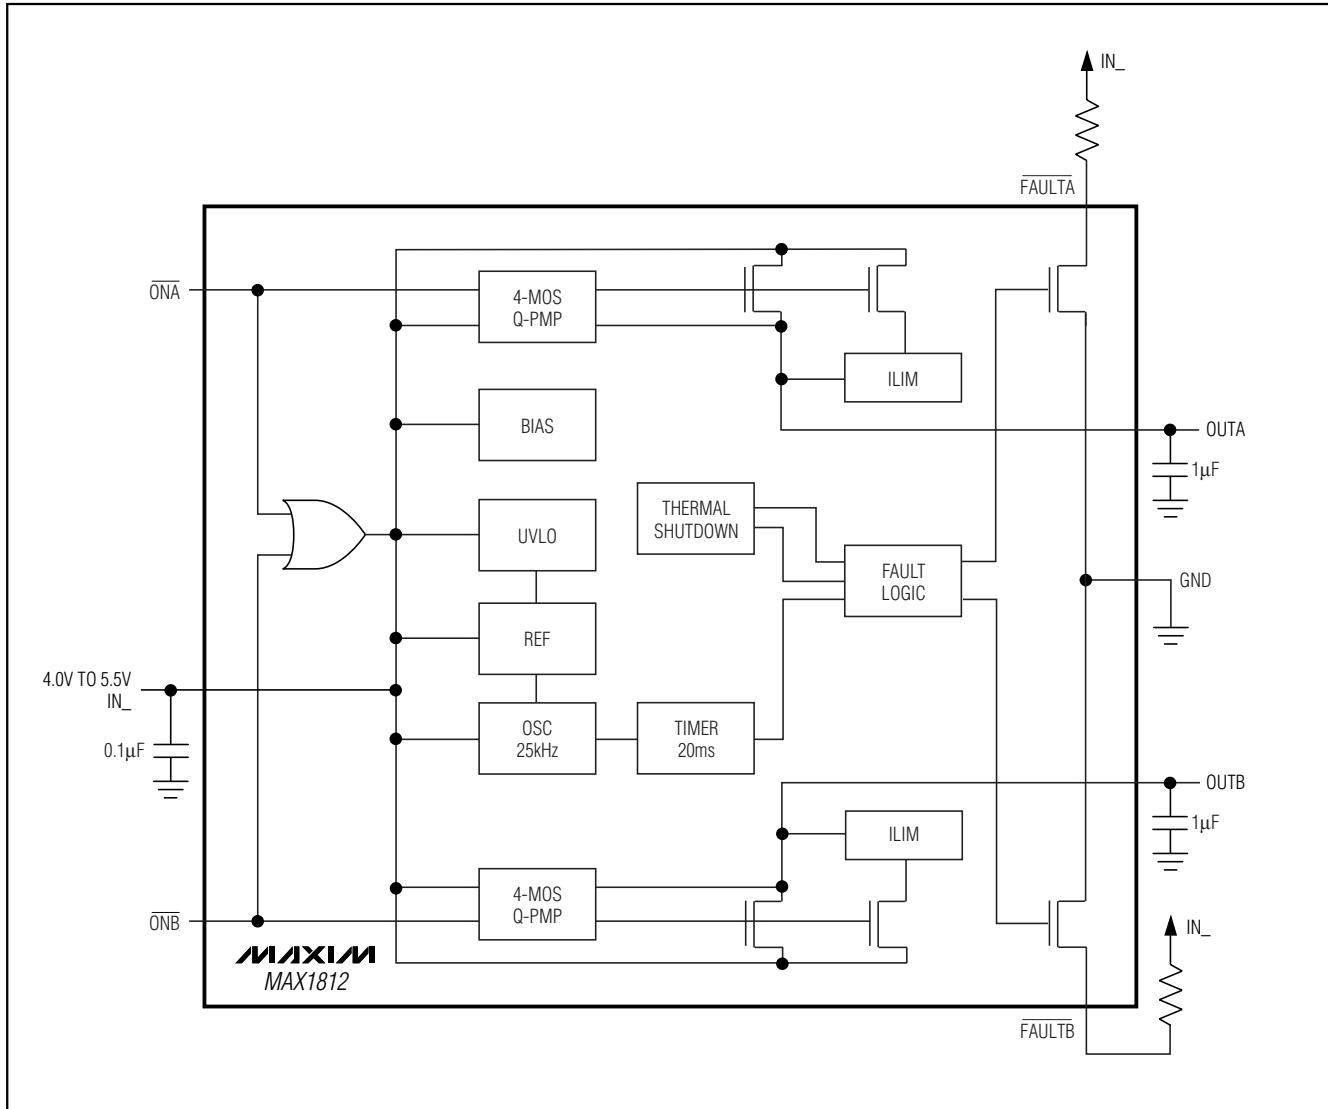 IN_
FAULTA
ONA
4-MOS
Q-PMP
ILIM
BIAS
OUTA
1μF
THERMAL
SHUTDOWN
UVLO
FAULT
LOGIC
GND
REF
4.0V TO 5.5V
IN_
OSC
25kHz
TIMER
20ms
0.1μF
OUTB
1μF
ILIM
4-MOS
Q-PMP
ONB
IN_
MAXIM
MAX1812
FAULTB